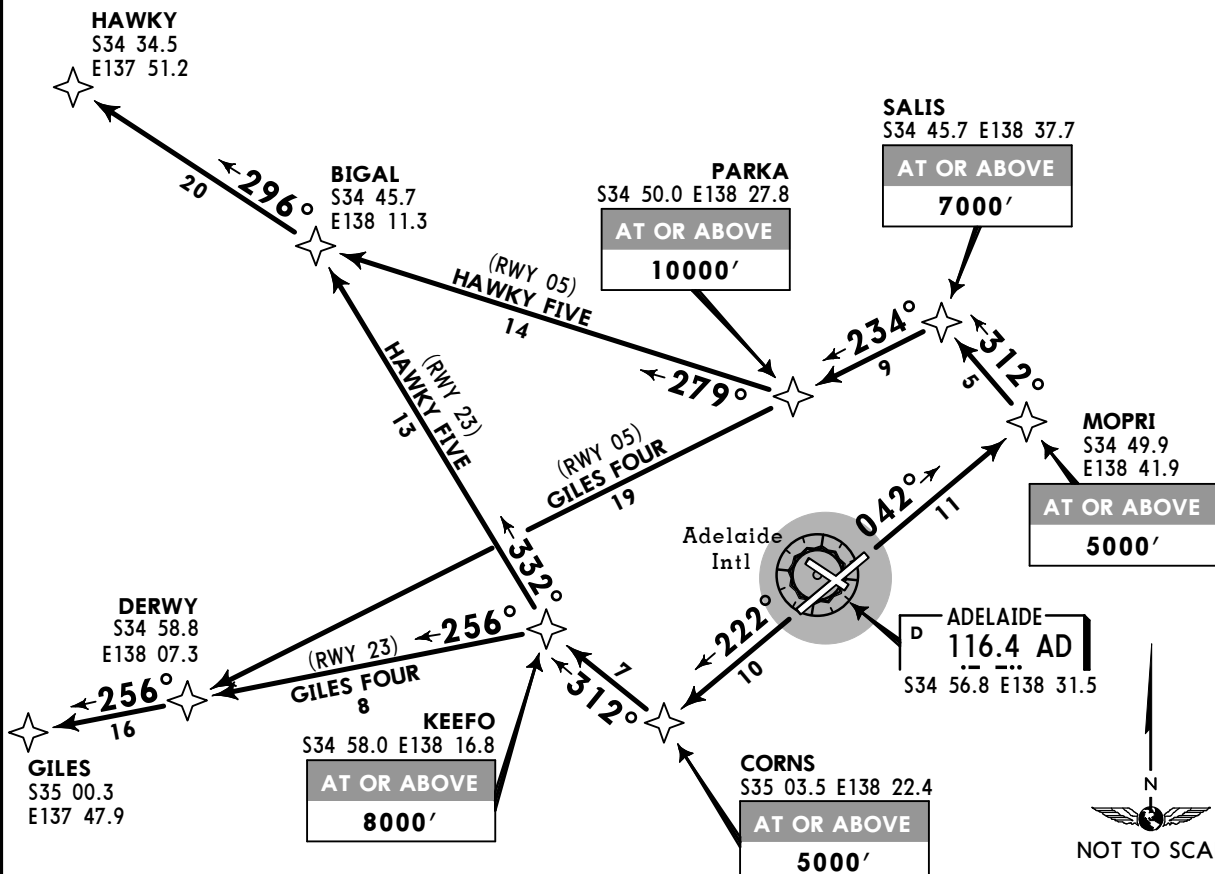 HAWKY
S34 34.5
E137 51.2
296°
20
BIGAL
S34 45.7
E138 11.3
PARKA
S34 50.0 E138 27.8
AT OR ABOVE
10000′
SALIS
S34 45.7 E138 37.7
AT OR ABOVE
7000′
(RWY 05)
HAWKY FIVE
14
279°
234°
9
312°
5
MOPRI
S34 49.9
E138 41.9
AT OR ABOVE
5000′
(RWY 23)
HAWKY FIVE
13
332°
(RWY 05)
GILES FOUR
19
042°
11
Adelaide
Intl
ADELAIDE
D 116.4 AD
S34 56.8 E138 31.5
222°
10
DERWY
S34 58.8
E138 07.3
256°
(RWY 23)
GILES FOUR
8
7
312°
256°
16
GILES
S35 00.3
E137 47.9
KEEFO
S34 58.0 E138 16.8
AT OR ABOVE
8000′
CORNS
S35 03.5 E138 22.4
AT OR ABOVE
5000′
N
NOT TO SCA